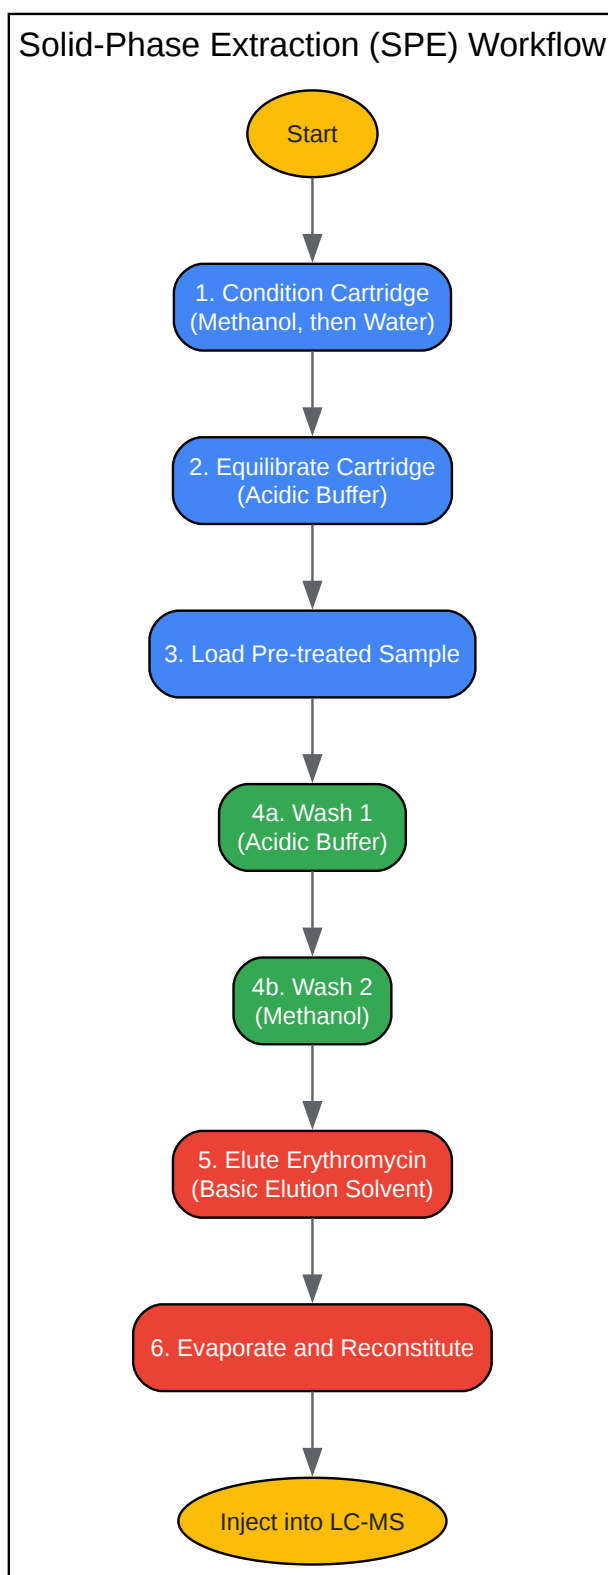 Solid-Phase Extraction (SPE) Workflow
Start
1. Condition Cartridge
(Methanol, then Water)
2. Equilibrate Cartridge
(Acidic Buffer)
3. Load Pre-treated Sample
4a. Wash 1
(Acidic Buffer)
4b. Wash 2
(Methanol)
5. Elute Erythromycin
(Basic Elution Solvent)
6. Evaporate and Reconstitute
Inject into LC-MS